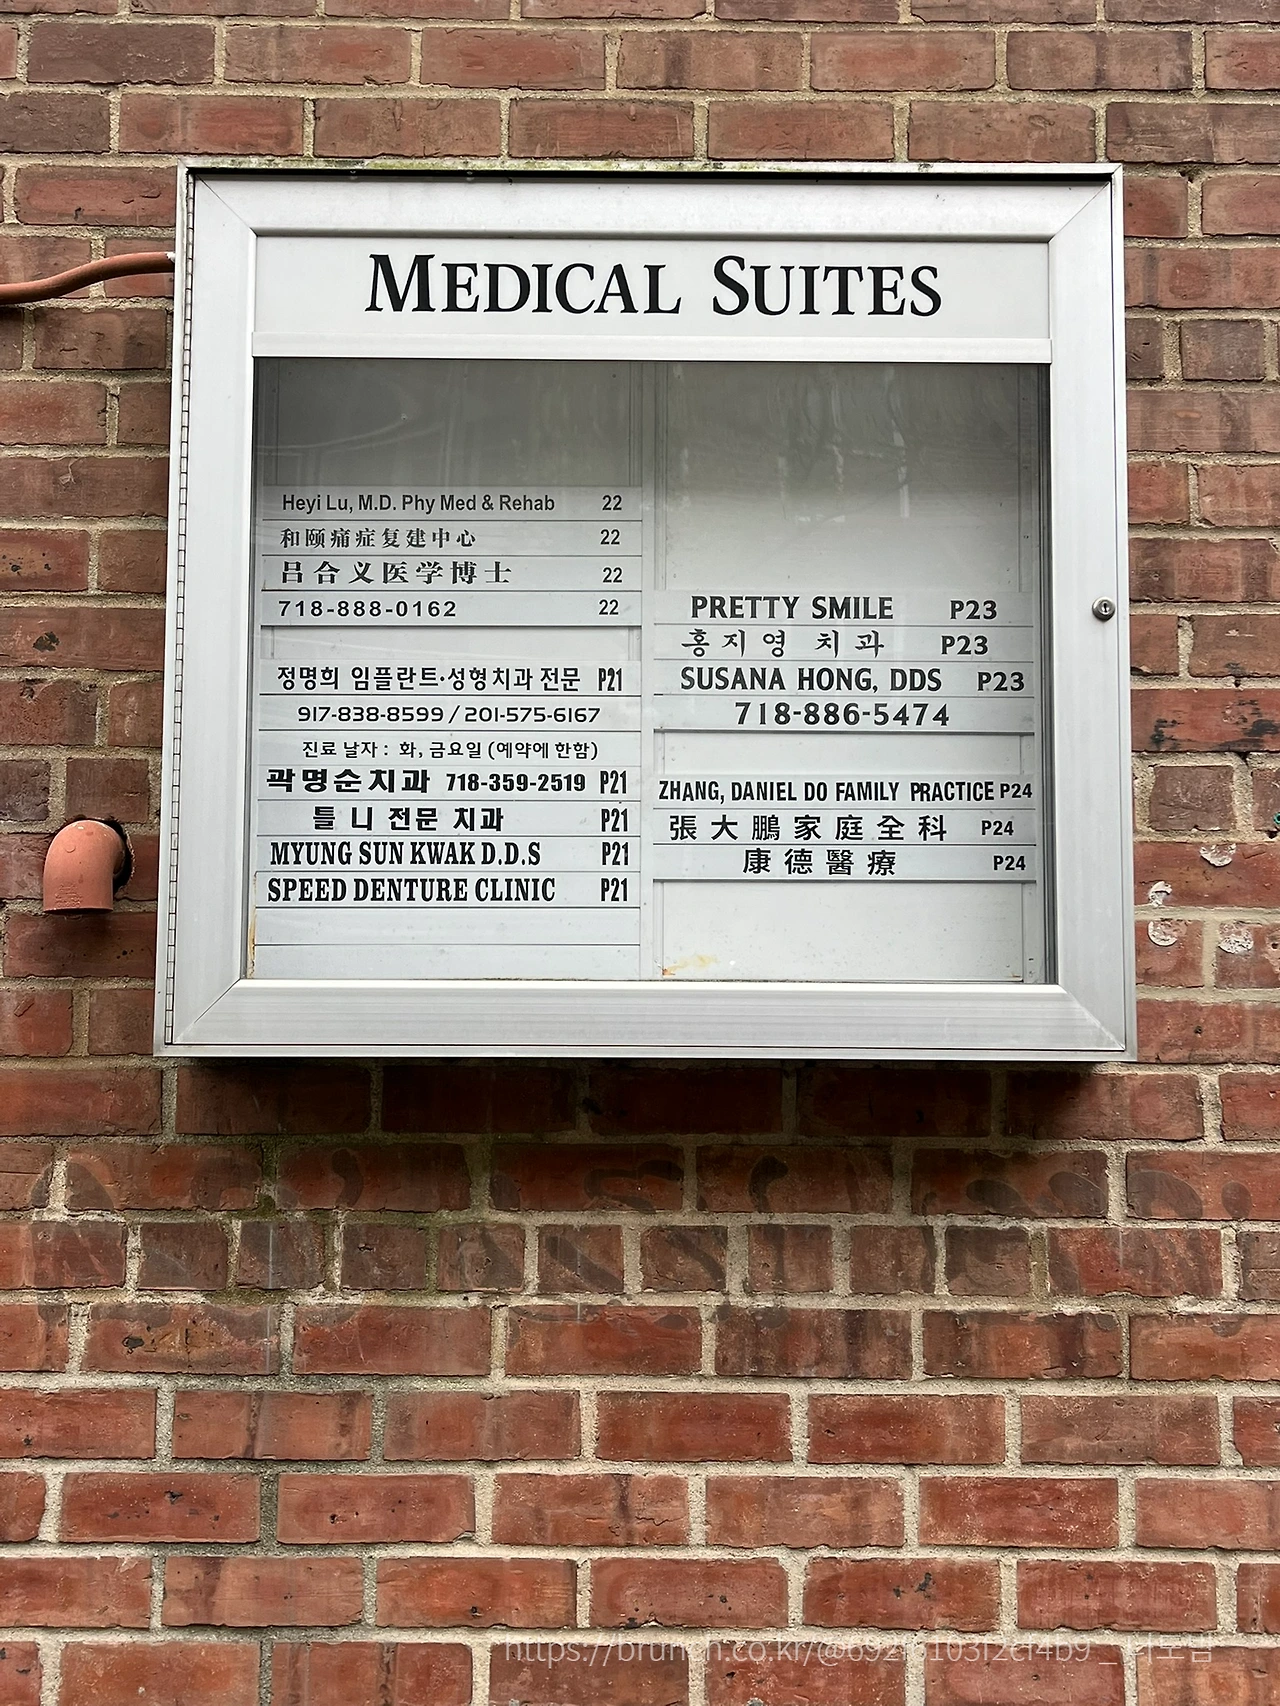 MEDICAL SUITES
Heyi Lu, M.D. Phy Med & Rehab 22
和颐痛症复建中心 22
吕合义医学博士 22
718-888-0162 22
정명희 임플란트·성형치과 전문 P21
917-838-8599 / 201-575-6167
진료 날자 : 화, 금요일 (예약에 한함)
곽명순치과 718-359-2519 P21
틀니 전문 치과 P21
MYUNG SUN KWAK D.D.S P21
SPEED DENTURE CLINIC P21
PRETTY SMILE P23
홍지영 치과 P23
SUSANA HONG, DDS P23
718-886-5474
ZHANG, DANIEL DO FAMILY PRACTICE P24
張大鵬家庭全科 P24
康德醫療 P24